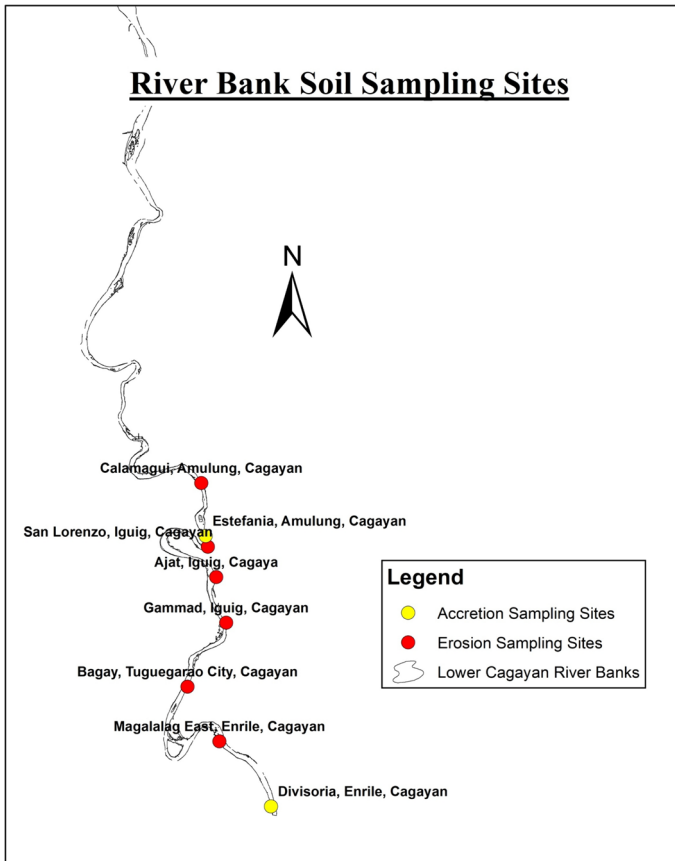 River Bank Soil Sampling Sites
N
Calamagui, Amulung, Cagayan
Estefania, Amulung, Cagayan
San Lorenzo, Iguig, Cagayan
Ajat, Iguig, Cagaya
Gammad, Iguig, Cagayan
Bagay, Tuguegarao City, Cagayan
Magalalag East, Enrile, Cagayan
Divisoria, Enrile, Cagayan
Legend
Accretion Sampling Sites
Erosion Sampling Sites
Lower Cagayan River Banks